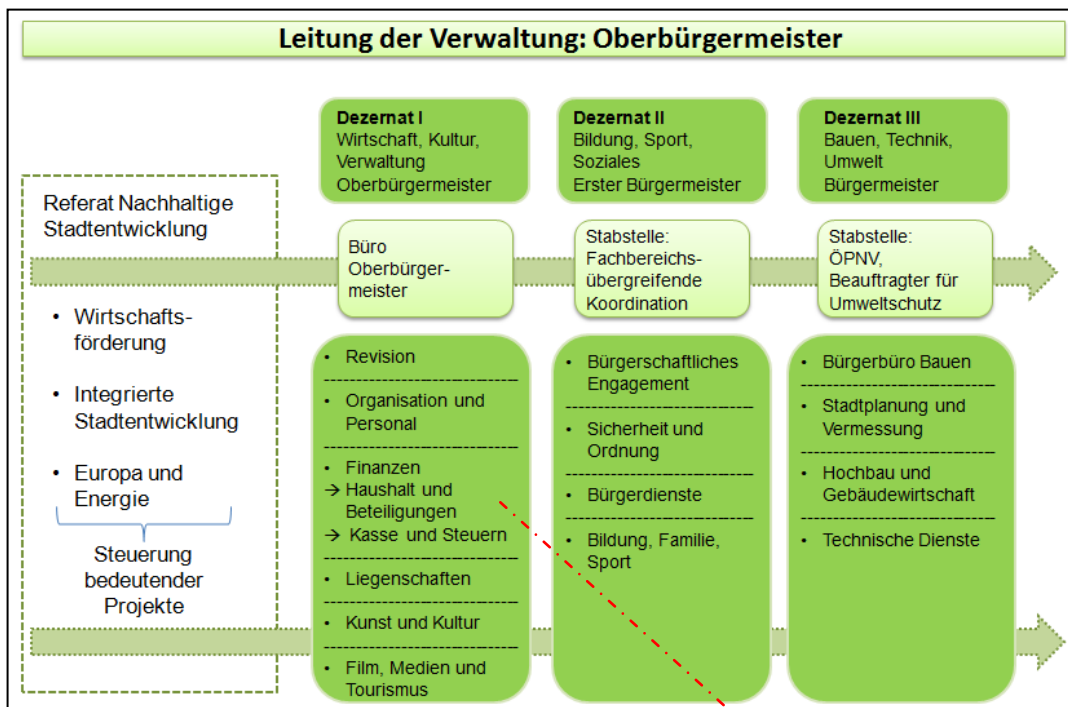 Leitung der Verwaltung: Oberbürgermeister
Referat Nachhaltige
Stadtentwicklung
• Wirtschafts-
förderung
• Integrierte
Stadtentwicklung
• Europa und
Energie
Steuerung
bedeutender
Projekte
Dezernat I
Wirtschaft, Kultur,
Verwaltung
Oberbürgermeister
Büro
Oberbürger-
meister
• Revision
• Organisation und
Personal
• Finanzen
→ Haushalt und
Beteiligungen
→ Kasse und Steuern
• Liegenschaften
• Kunst und Kultur
• Film, Medien und
Tourismus
Dezernat II
Bildung, Sport,
Soziales
Erster Bürgermeister
Stabstelle:
Fachbereichs-
übergreifende
Koordination
• Bürgerschaftliches
Engagement
• Sicherheit und
Ordnung
• Bürgerdienste
• Bildung, Familie,
Sport
Dezernat III
Bauen, Technik,
Umwelt
Bürgermeister
Stabstelle:
ÖPNV,
Beauftragter für
Umweltschutz
• Bürgerbüro Bauen
• Stadtplanung und
Vermessung
• Hochbau und
Gebäudewirtschaft
• Technische Dienste